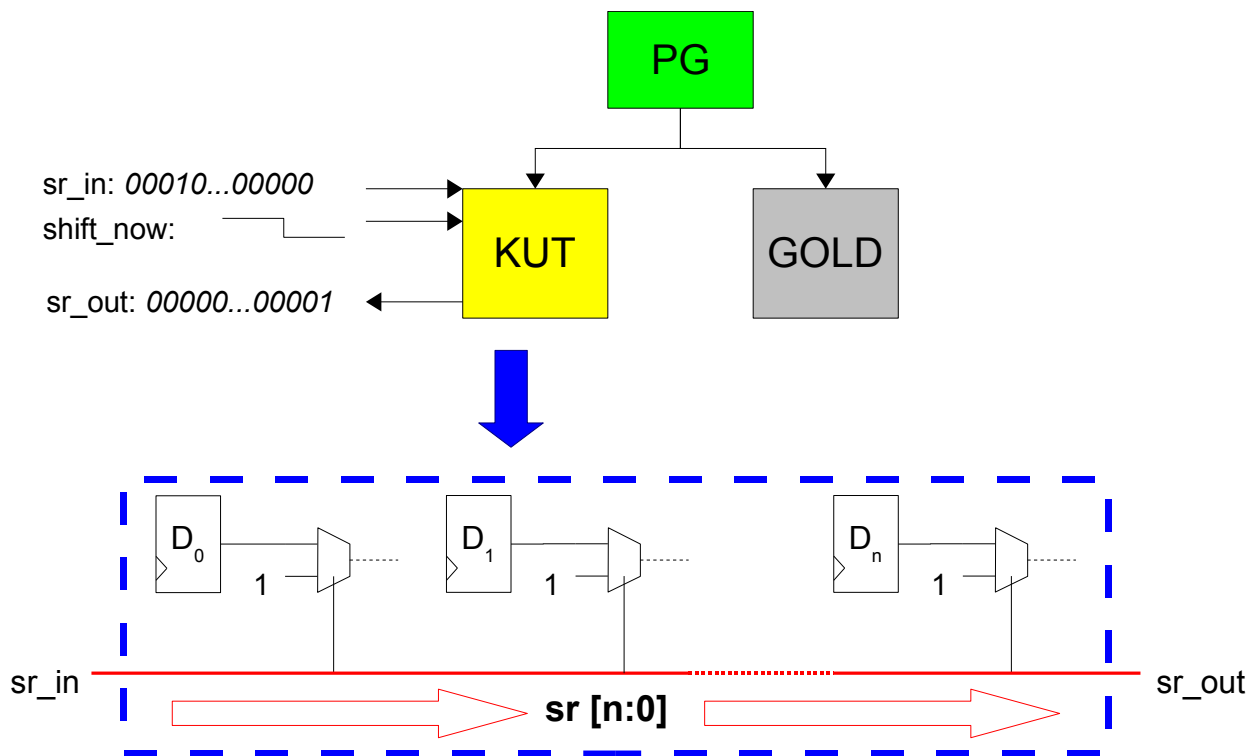 PG
sr_in: 00010...00000
shift_now:
sr_out: 00000...00001
KUT
GOLD
D0
1
D1
1
Dn
1
sr_in
sr [n:0]
sr_out